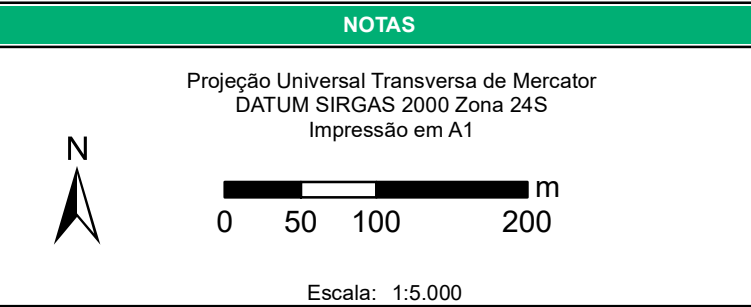 NOTAS
Projeção Universal Transversa de Mercator
DATUM SIRGAS 2000 Zona 24S
Impressão em A1
N
m
0 50 100 200
Escala: 1:5.000